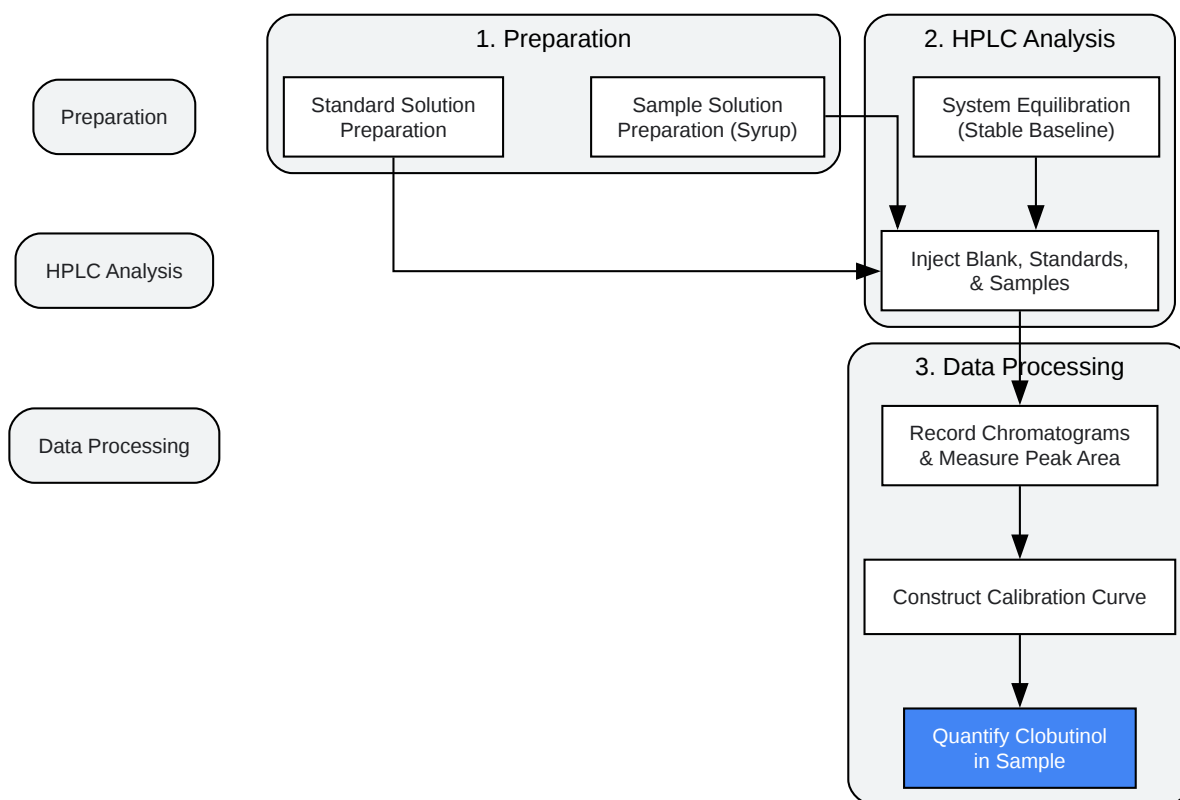 1. Preparation
2. HPLC Analysis
Preparation
Standard Solution
Preparation
Sample Solution
Preparation (Syrup)
System Equilibration
(Stable Baseline)
HPLC Analysis
Inject Blank, Standards,
& Samples
3. Data Processing
Data Processing
Record Chromatograms
& Measure Peak Area
Construct Calibration Curve
Quantify Clobutinol
in Sample